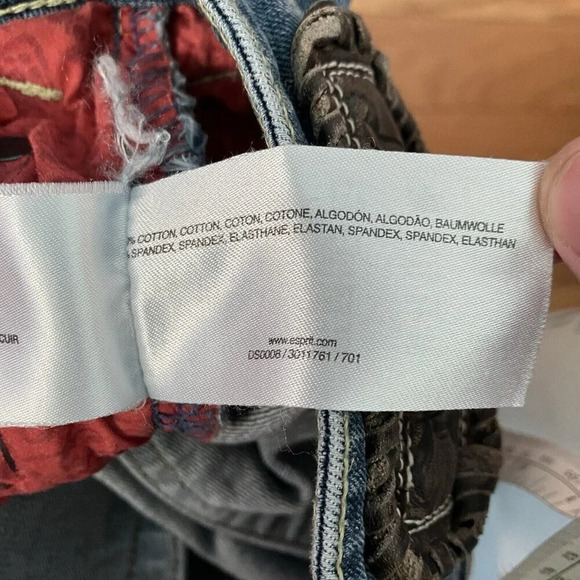 % COTTON, COTTON, COTON, COTONE, ALGODÓN, ALGODÃO, BAUMWOLLE
% SPANDEX, SPANDEX, ELASTHANE, ELASTAN, SPANDEX, SPANDEX, ELASTHAN
CUIR
www.esprit.com
DS0008 / 3011761 / 701